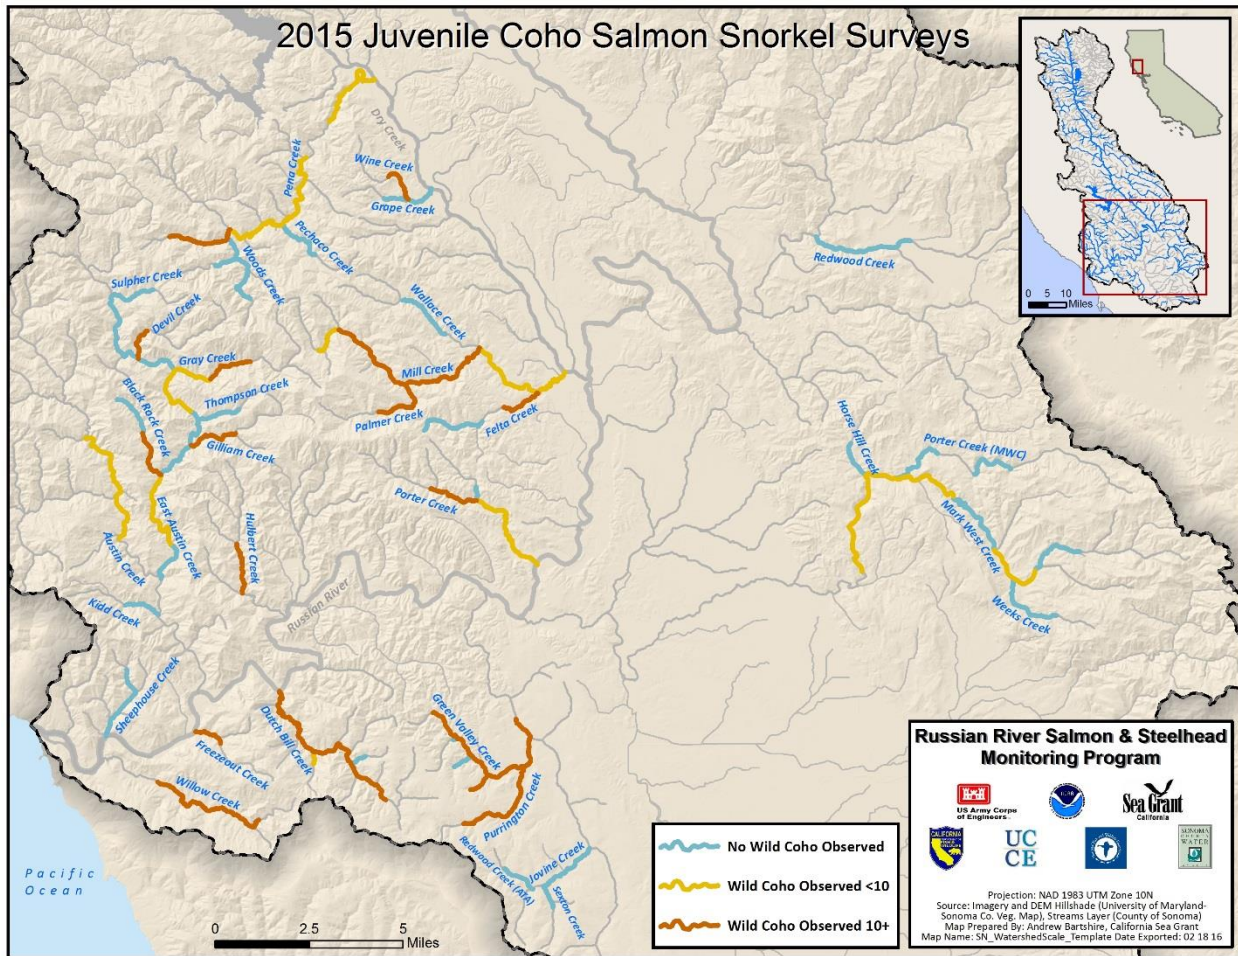 2015 Juvenile Coho Salmon Snorkel Surveys
Dry Creek
Wine Creek
Pena Creek
Grape Creek
Pechaco Creek
Woods Creek
Redwood Creek
Sulpher Creek
Devil Creek
Wallace Creek
Gray Creek
Mill Creek
Black Rock Creek
Thompson Creek
Palmer Creek
Felta Creek
Gilliam Creek
Horse Hill Creek
Porter Creek (MWC)
Porter Creek
Mark West Creek
Austin Creek
East Austin Creek
Hulbert Creek
Weeks Creek
Kidd Creek
Russian River
Sheephouse Creek
Dutch Bill Creek
Green Valley Creek
Freezeout Creek
Willow Creek
Purrington Creek
Redwood Creek (ATA)
Jovine Creek
Sexton Creek
Pacific
Ocean
0 5 10
Miles
0 2.5 5
Miles
No Wild Coho Observed
Wild Coho Observed <10
Wild Coho Observed 10+
Russian River Salmon & Steelhead
Monitoring Program
US Army Corps
of Engineers
Sea Grant
California
CALIFORNIA
UC
CE
SONOMA
COUNTY
WATER
Projection: NAD 1983 UTM Zone 10N
Source: Imagery and DEM Hillshade (University of Maryland-
Sonoma Co. Veg. Map), Streams Layer (County of Sonoma)
Map Prepared By: Andrew Bartshire, California Sea Grant
Map Name: SN_WatershedScale_Template Date Exported: 02 18 16